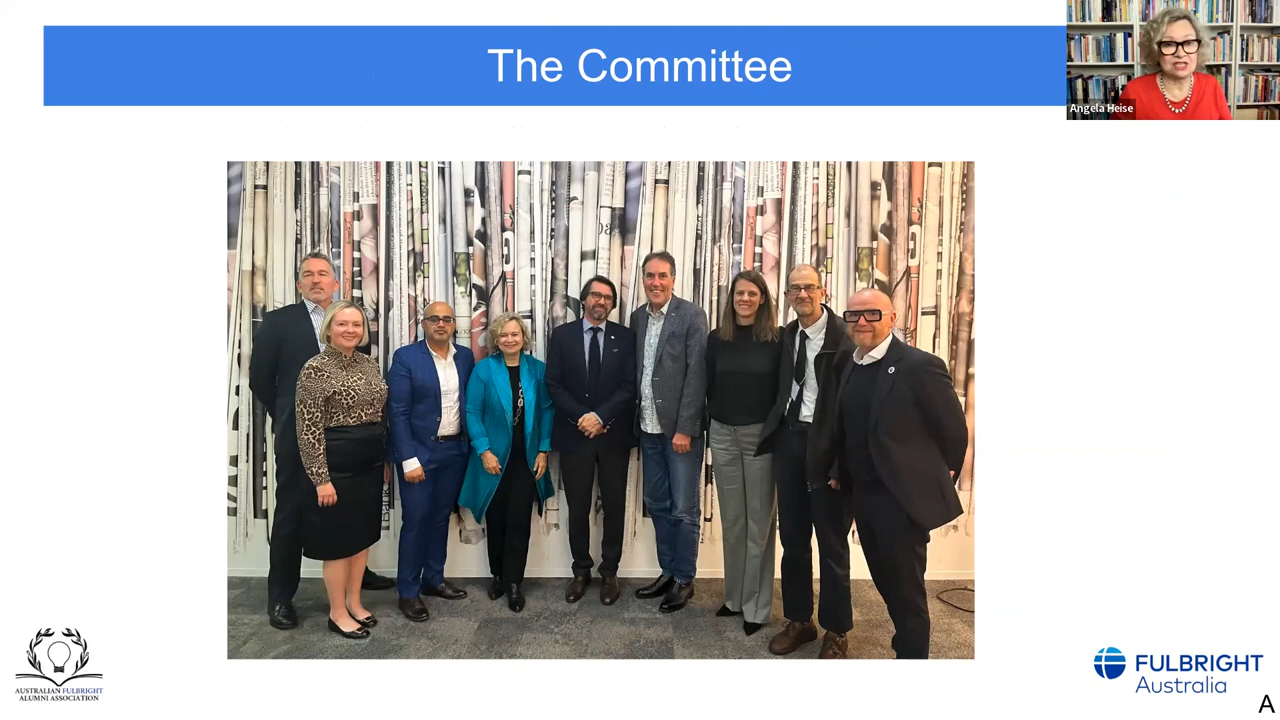 The Committee
Angela Heise
AUSTRALIAN FULBRIGHT
ALUMNI ASSOCIATION
FULBRIGHT
Australia
A